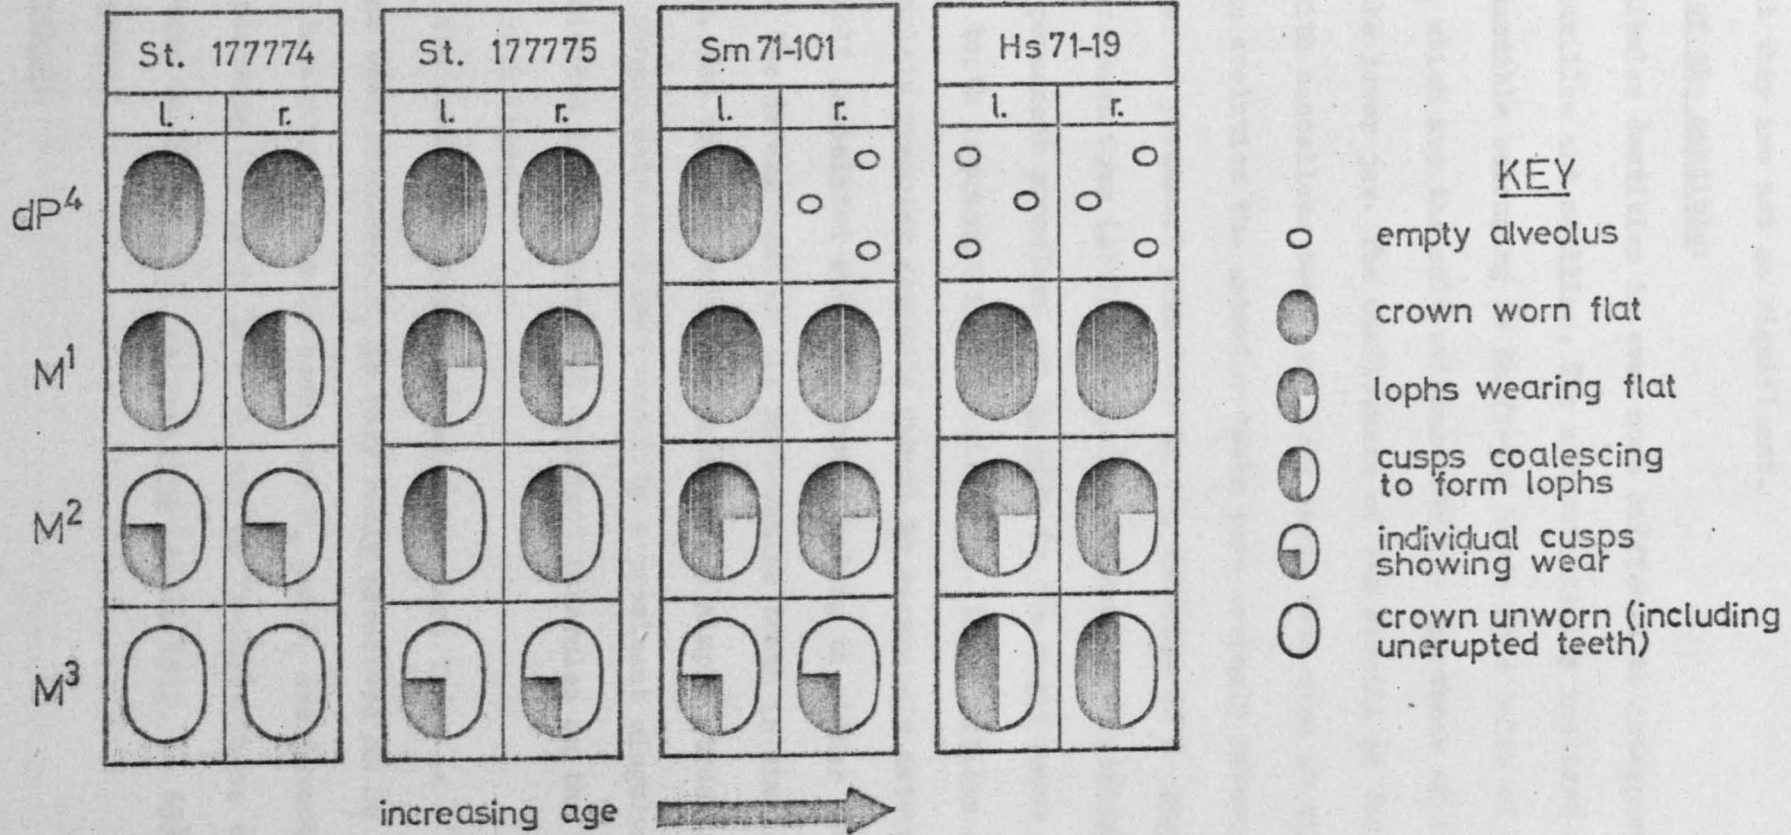 St. 177774
St. 177775
Sm 71-101
Hs 71-19
l. r. l. r. l. r. l. r.
dP⁴
M¹
M²
M³
increasing age
KEY
empty alveolus
crown worn flat
lophs wearing flat
cusps coalescing
to form lophs
individual cusps
showing wear
crown unworn (including
unerupted teeth)